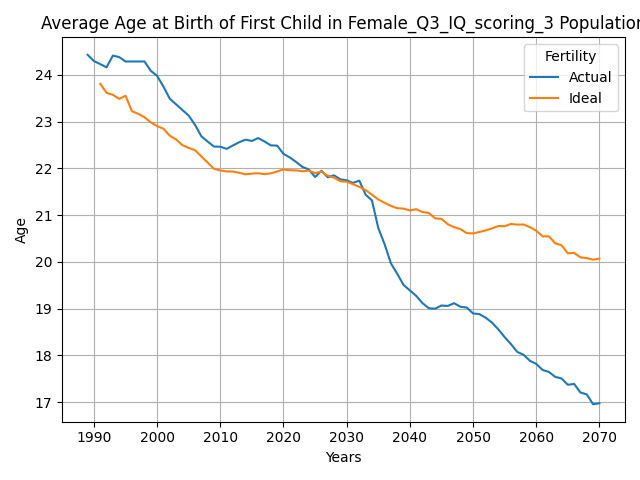 Average Age at Birth of First Child in Female_Q3_IQ_scoring_3 Population
Fertility
Actual
Ideal
Age
24
23
22
21
20
19
18
17
1990 2000 2010 2020 2030 2040 2050 2060 2070
Years